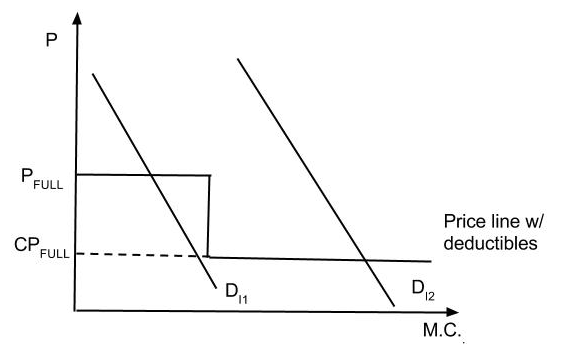 P
P_FULL
CP_FULL
Price line w/
deductibles
D_I1
D_I2
M.C.